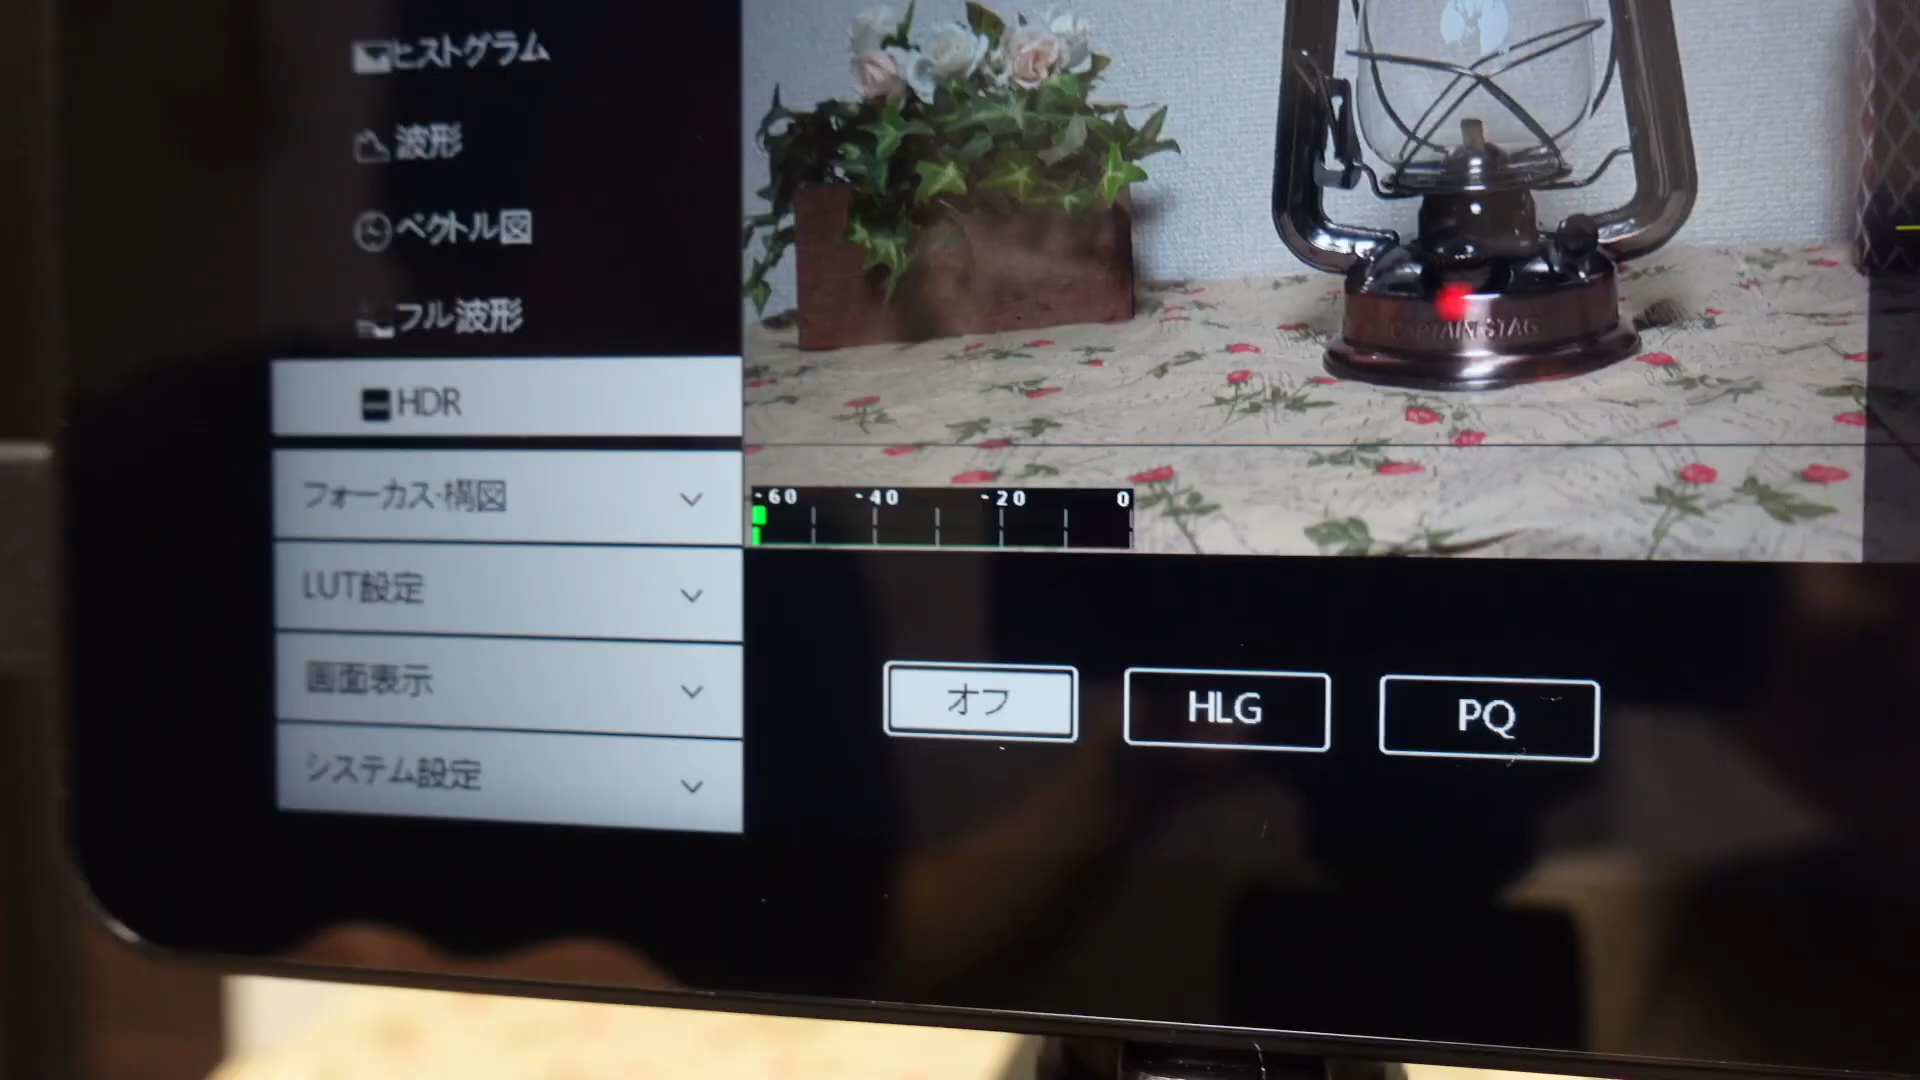 ヒストグラム
波形
ベクトル図
フル波形
HDR
フォーカス・構図
LUT設定
画面表示
システム設定
CAPTAIN STAG
-60 -40 -20 0
オフ HLG PQ